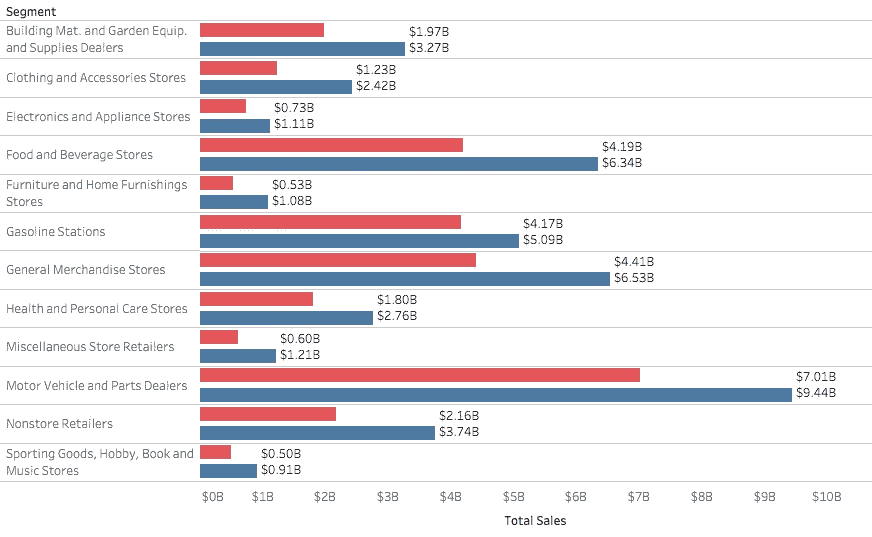 Segment
Building Mat. and Garden Equip.
and Supplies Dealers
$1.97B
$3.27B
Clothing and Accessories Stores
$1.23B
$2.42B
Electronics and Appliance Stores
$0.73B
$1.11B
Food and Beverage Stores
$4.19B
$6.34B
Furniture and Home Furnishings
Stores
$0.53B
$1.08B
Gasoline Stations
$4.17B
$5.09B
General Merchandise Stores
$4.41B
$6.53B
Health and Personal Care Stores
$1.80B
$2.76B
Miscellaneous Store Retailers
$0.60B
$1.21B
Motor Vehicle and Parts Dealers
$7.01B
$9.44B
Nonstore Retailers
$2.16B
$3.74B
Sporting Goods, Hobby, Book and
Music Stores
$0.50B
$0.91B
$0B $1B $2B $3B $4B $5B $6B $7B $8B $9B $10B
Total Sales